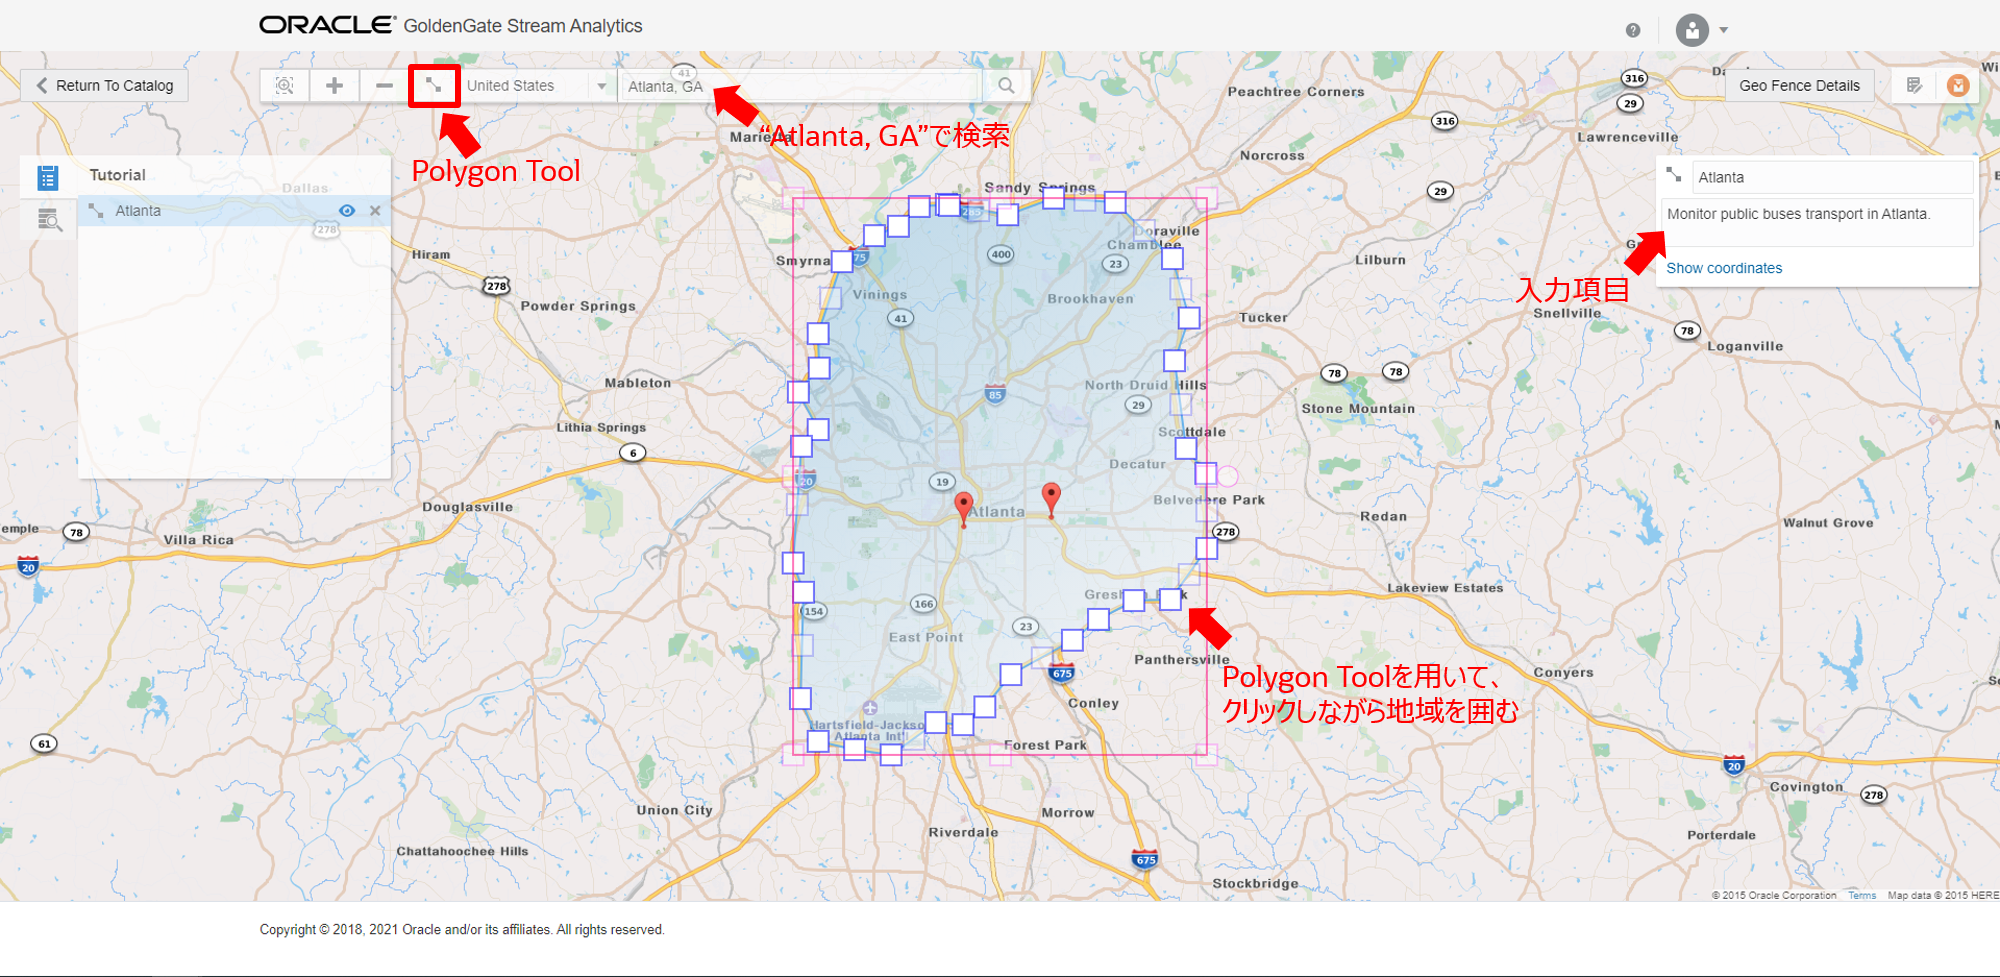 ORACLE GoldenGate Stream Analytics
Return To Catalog
United States
Atlanta, GA
41
Geo Fence Details
Polygon Tool
“Atlanta, GA”で検索
Tutorial
Atlanta
Atlanta
Monitor public buses transport in Atlanta.
Show coordinates
入力項目
Peachtree Corners
316
29
316
Lawrenceville
Marietta
Norcross
Dallas
Sandy Springs
29
285
278
Doraville
Chamblee
Hiram
Smyrna
75
400
23
Lilburn
278
Vinings
Brookhaven
Powder Springs
41
Tucker
Snellville
78
Loganville
Mableton
North Druid Hills
78
78
85
29
Stone Mountain
Lithia Springs
Scottdale
6
Decatur
20
19
Belvedere Park
Douglasville
Atlanta
Redan
Walnut Grove
78
278
Villa Rica
20
Lakeview Estates
154
166
23
East Point
Panthersville
675
Conyers
Polygon Toolを用いて、
クリックしながら地域を囲む
Conley
Hartsfield-Jackso
Atlanta Int'l
61
Forest Park
20
Covington
278
Union City
Morrow
Riverdale
Porterdale
Chattahoochee Hills
675
Stockbridge
© 2015 Oracle Corporation Terms Map data © 2015 HERE
Copyright © 2018, 2021 Oracle and/or its affiliates. All rights reserved.